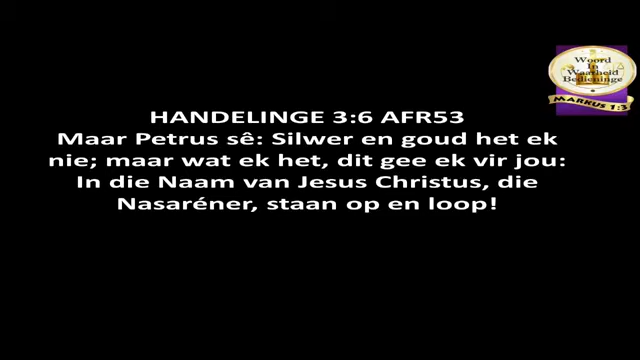 Woord
In
Waarheid
Bedieninge
MARKUS 1:3
HANDELINGE 3:6 AFR53
Maar Petrus sê: Silwer en goud het ek
nie; maar wat ek het, dit gee ek vir jou:
In die Naam van Jesus Christus, die
Nasaréner, staan op en loop!